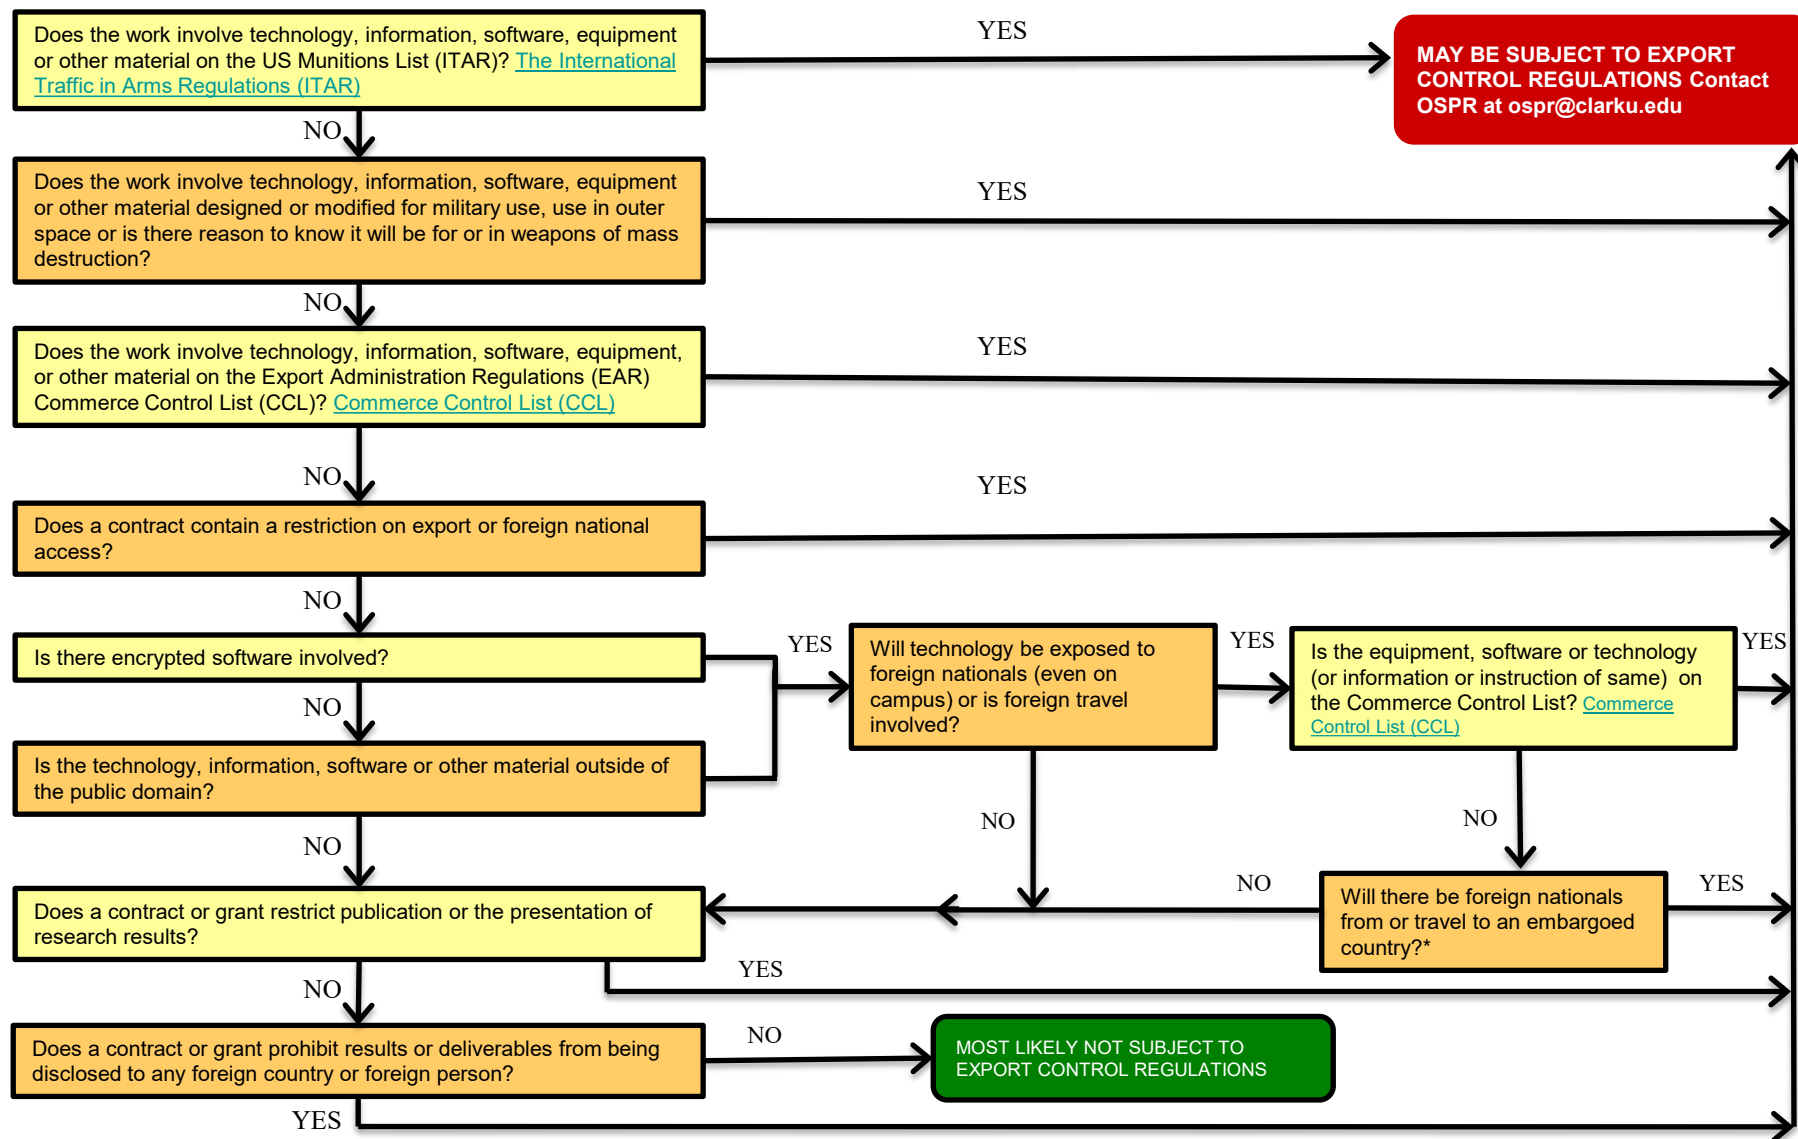 Does the work involve technology, information, software, equipment
or other material on the US Munitions List (ITAR)? The International
Traffic in Arms Regulations (ITAR)
YES
MAY BE SUBJECT TO EXPORT
CONTROL REGULATIONS Contact
OSPR at ospr@clarku.edu
NO
Does the work involve technology, information, software, equipment
or other material designed or modified for military use, use in outer
space or is there reason to know it will be for or in weapons of mass
destruction?
YES
NO
Does the work involve technology, information, software, equipment,
or other material on the Export Administration Regulations (EAR)
Commerce Control List (CCL)? Commerce Control List (CCL)
YES
NO
Does a contract contain a restriction on export or foreign national
access?
YES
NO
Is there encrypted software involved?
YES
Will technology be exposed to
foreign nationals (even on
campus) or is foreign travel
involved?
YES
Is the equipment, software or technology
(or information or instruction of same)  on
the Commerce Control List? Commerce
Control List (CCL)
YES
NO
Is the technology, information, software or other material outside of
the public domain?
NO
NO
NO
Does a contract or grant restrict publication or the presentation of
research results?
NO
Will there be foreign nationals
from or travel to an embargoed
country?*
YES
YES
NO
Does a contract or grant prohibit results or deliverables from being
disclosed to any foreign country or foreign person?
NO
MOST LIKELY NOT SUBJECT TO
EXPORT CONTROL REGULATIONS
YES